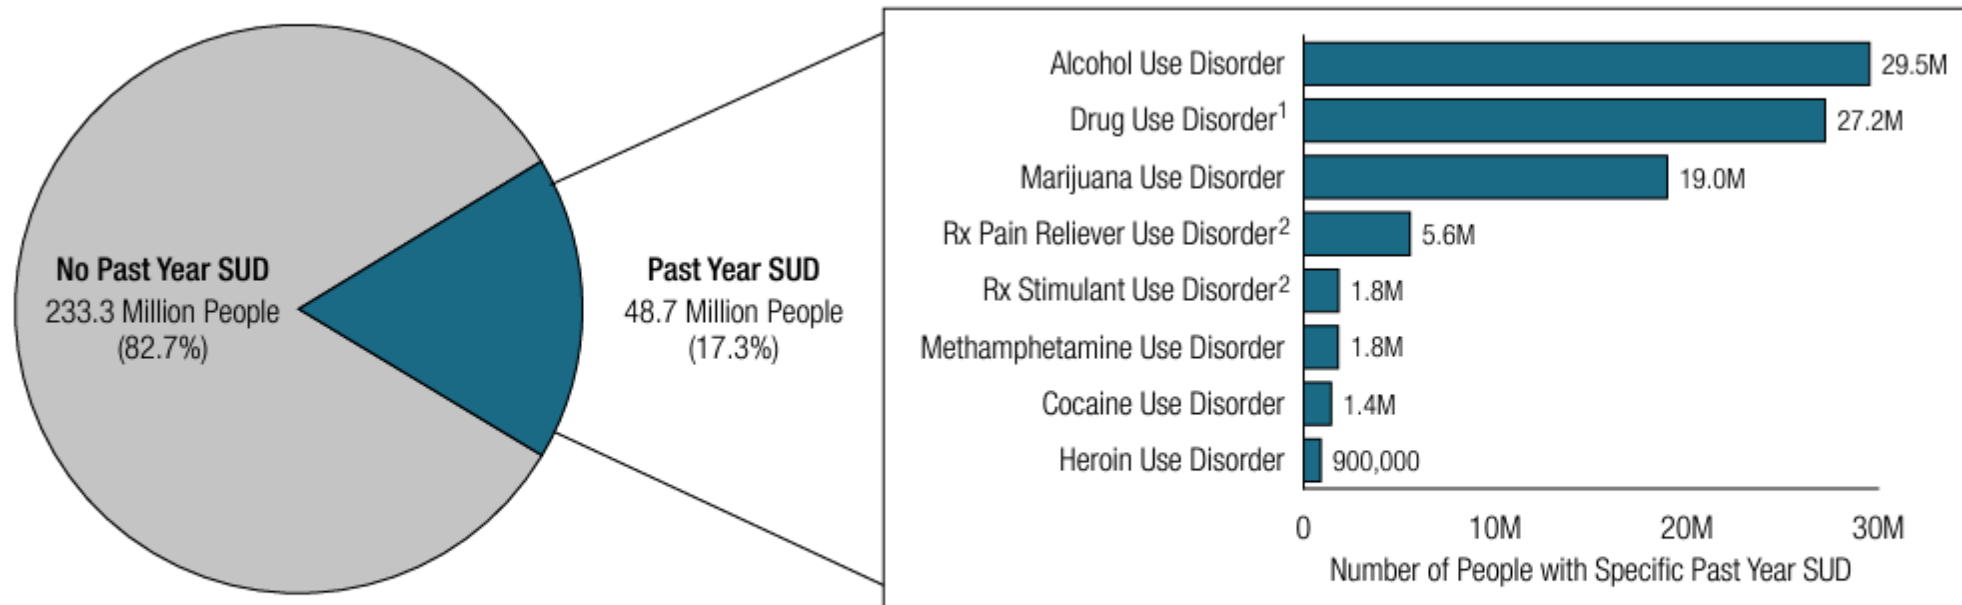 No Past Year SUD
233.3 Million People
(82.7%)
Past Year SUD
48.7 Million People
(17.3%)
Alcohol Use Disorder 29.5M
Drug Use Disorder1 27.2M
Marijuana Use Disorder 19.0M
Rx Pain Reliever Use Disorder2 5.6M
Rx Stimulant Use Disorder2 1.8M
Methamphetamine Use Disorder 1.8M
Cocaine Use Disorder 1.4M
Heroin Use Disorder 900,000
0 10M 20M 30M
Number of People with Specific Past Year SUD